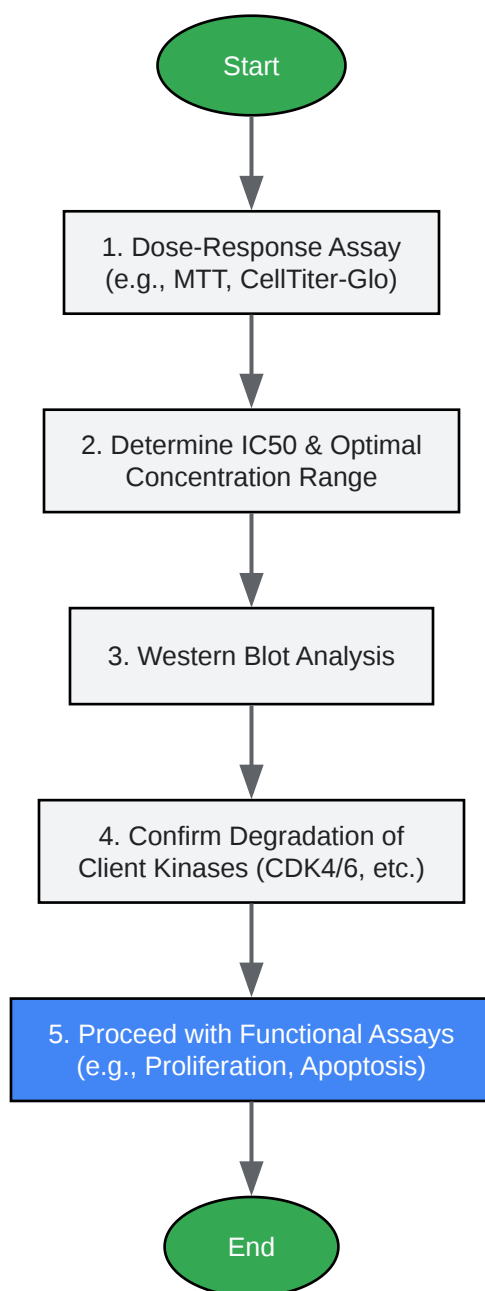 Start
1. Dose-Response Assay
(e.g., MTT, CellTiter-Glo)
2. Determine IC50 & Optimal
Concentration Range
3. Western Blot Analysis
4. Confirm Degradation of
Client Kinases (CDK4/6, etc.)
5. Proceed with Functional Assays
(e.g., Proliferation, Apoptosis)
End